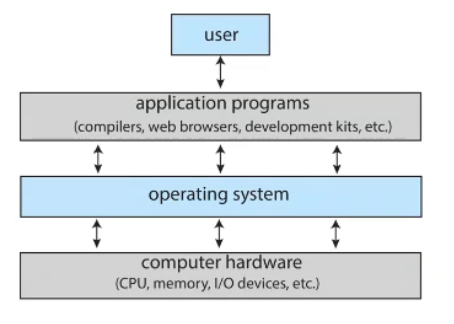 user
application programs
(compilers, web browsers, development kits, etc.)
operating system
computer hardware
(CPU, memory, I/O devices, etc.)